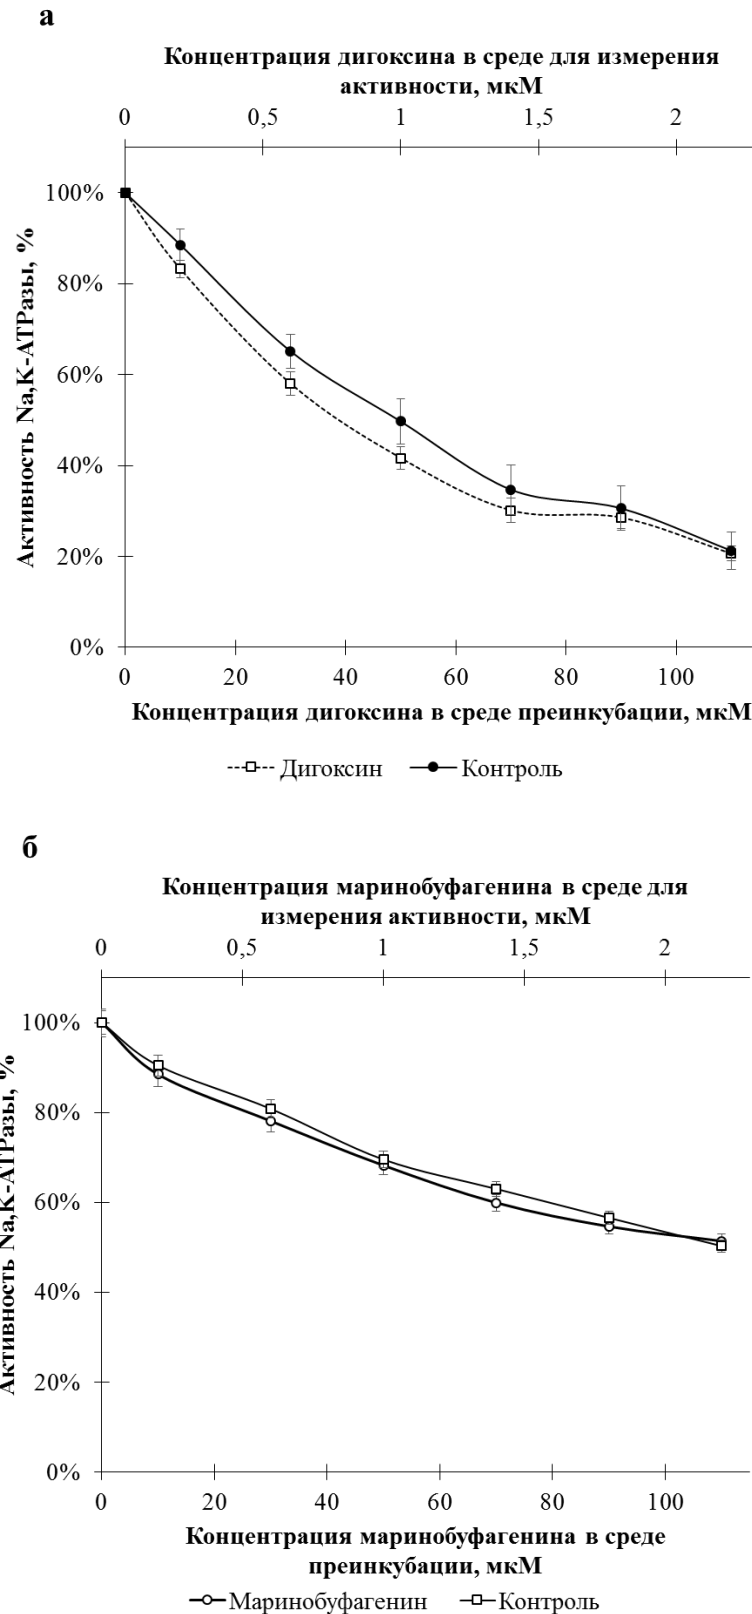 а
Концентрация дигоксина в среде для измерения
активности, мкМ
0 0,5 1 1,5 2
Активность Na,K-АТРазы, %
100%
80%
60%
40%
20%
0%
0 20 40 60 80 100
Концентрация дигоксина в среде преинкубации, мкМ
Дигоксин Контроль
б
Концентрация маринобуфагенина в среде для
измерения активности, мкМ
0 0,5 1 1,5 2
Активность Na,K-АТРазы, %
100%
80%
60%
40%
20%
0%
0 20 40 60 80 100
Концентрация маринобуфагенина в среде
преинкубации, мкМ
Маринобуфагенин Контроль